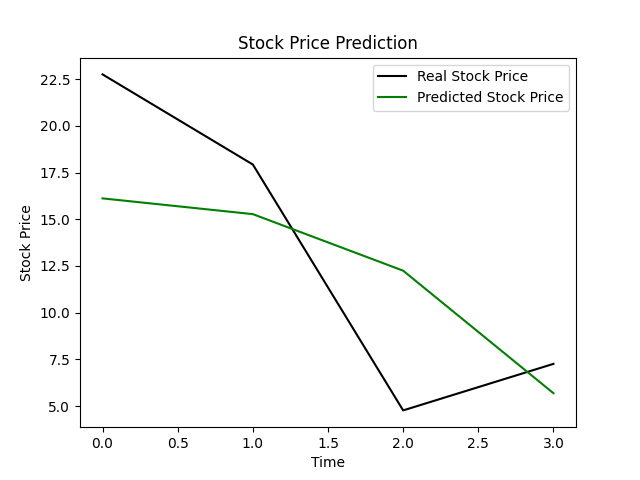 Stock Price Prediction
Real Stock Price
Predicted Stock Price
Stock Price
22.5
20.0
17.5
15.0
12.5
10.0
7.5
5.0
0.0 0.5 1.0 1.5 2.0 2.5 3.0
Time